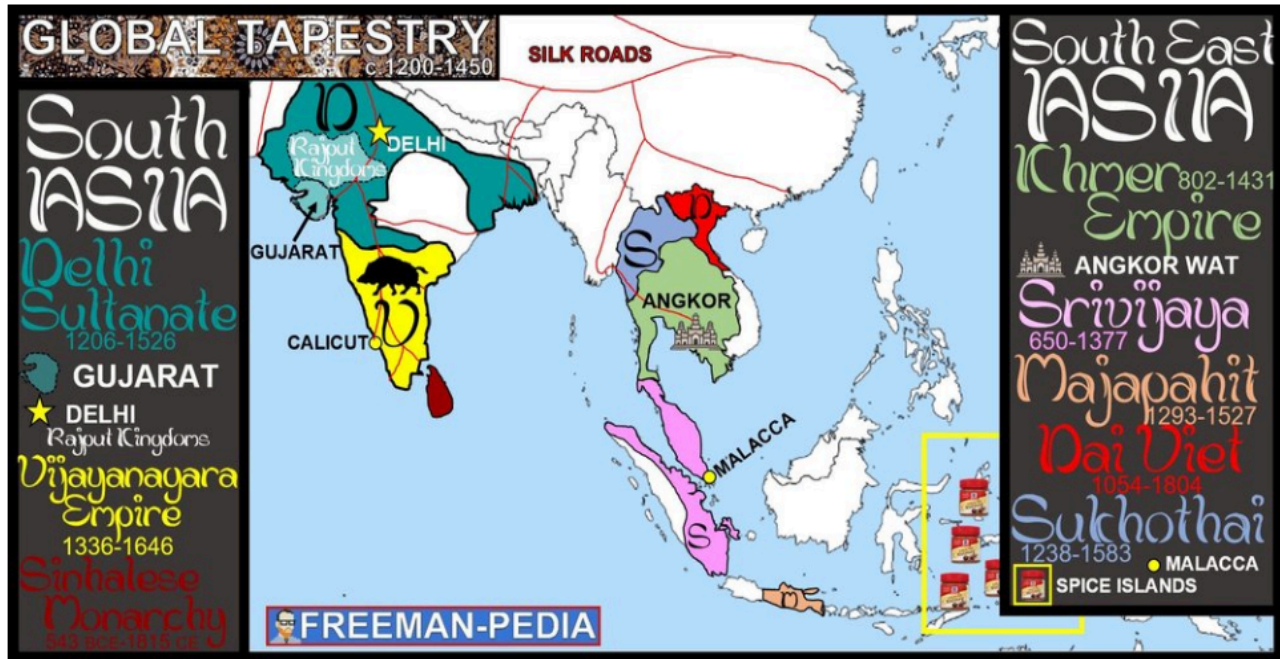 GLOBAL TAPESTRY
c. 1200-1450
South
ASIA
Delhi
Sultanate
1206-1526
GUJARAT
DELHI
Rajput Kingdoms
Vijayanagara
Empire
1336-1646
Sinhalese
Monarchy
543 BCE-1815 CE
SILK ROADS
D
DELHI
Rajput
Kingdoms
GUJARAT
V
CALICUT
S
D
ANGKOR
MALACCA
S
FREEMAN-PEDIA
South East
ASIA
Khmer 802-1431
Empire
ANGKOR WAT
Srivijaya
650-1377
Majapahit
1293-1527
Dai Viet
1054-1804
Sukhothai
1238-1583
MALACCA
SPICE ISLANDS